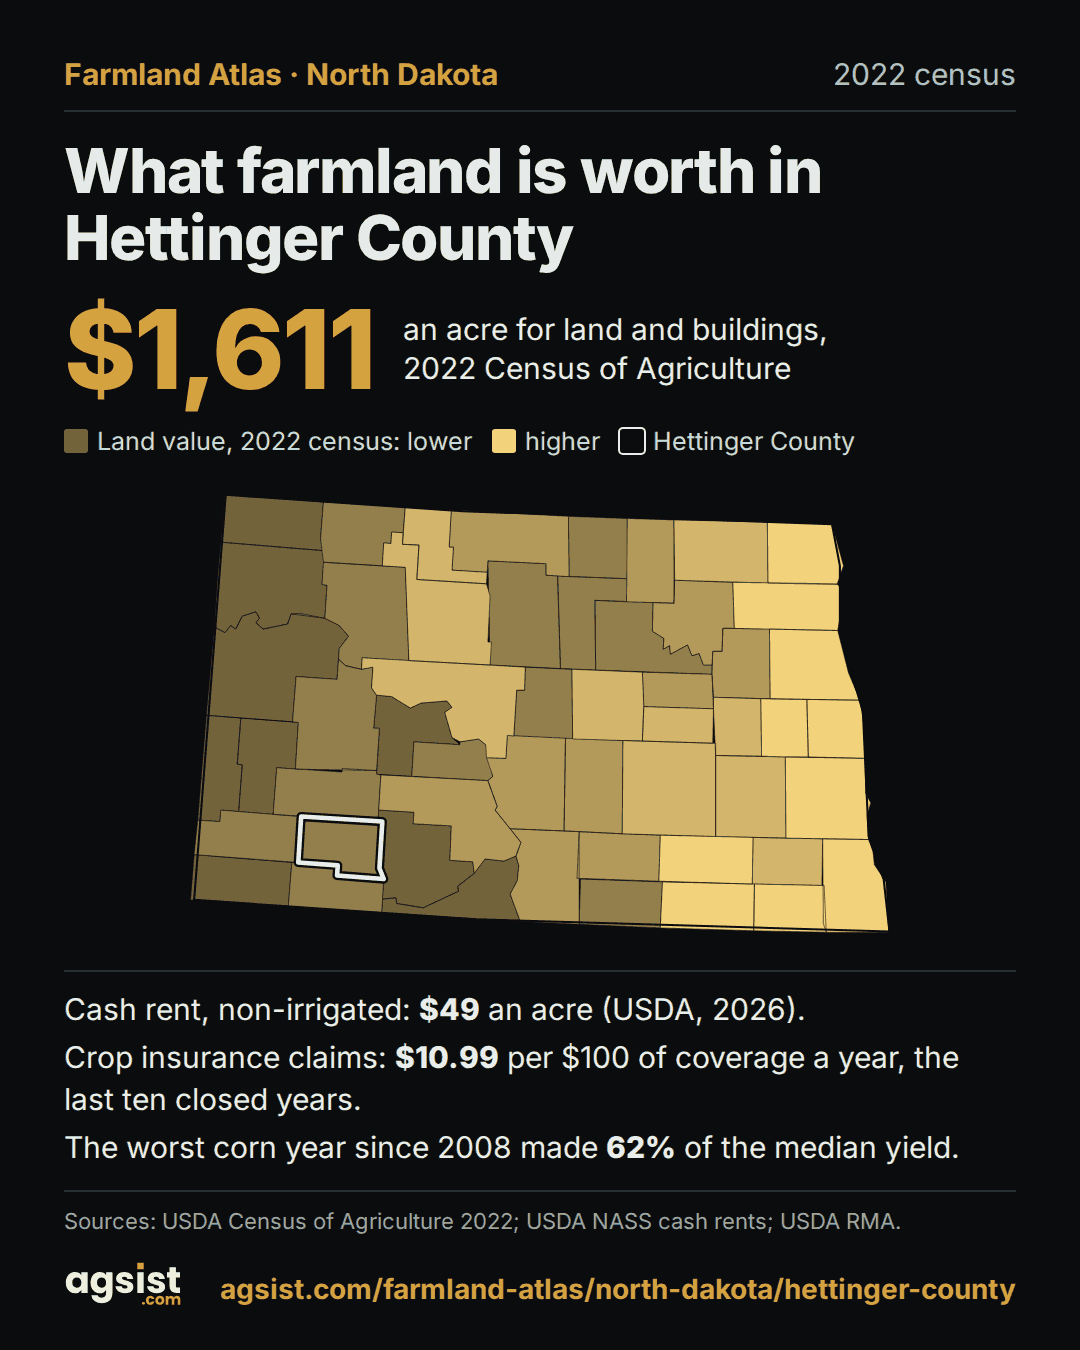 Farmland Atlas · North Dakota
2022 census
What farmland is worth in
Hettinger County
$1,611
an acre for land and buildings,
2022 Census of Agriculture
Land value, 2022 census: lower
higher
Hettinger County
Cash rent, non-irrigated: $49 an acre (USDA, 2026).
Crop insurance claims: $10.99 per $100 of coverage a year, the
last ten closed years.
The worst corn year since 2008 made 62% of the median yield.
Sources: USDA Census of Agriculture 2022; USDA NASS cash rents; USDA RMA.
agsist
.com
agsist.com/farmland-atlas/north-dakota/hettinger-county